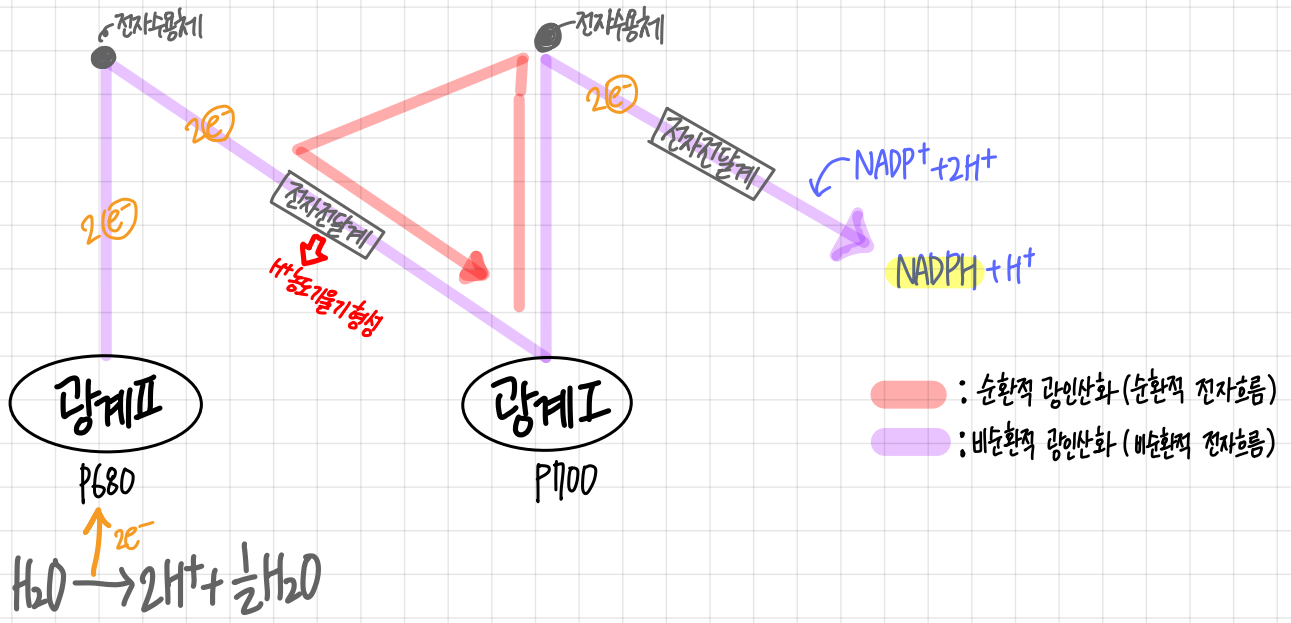 전자수용체
전자수용체
2e⁻
2e⁻
전자전달계
NADP⁺+2H⁺
2e⁻
전자전달계
H⁺농도기울기형성
NADPH+H⁺
광계Ⅱ
광계Ⅰ
: 순환적 광인산화(순환적 전자흐름)
: 비순환적 광인산화(비순환적 전자흐름)
P680
P700
2e⁻
H₂O → 2H⁺+½H₂O